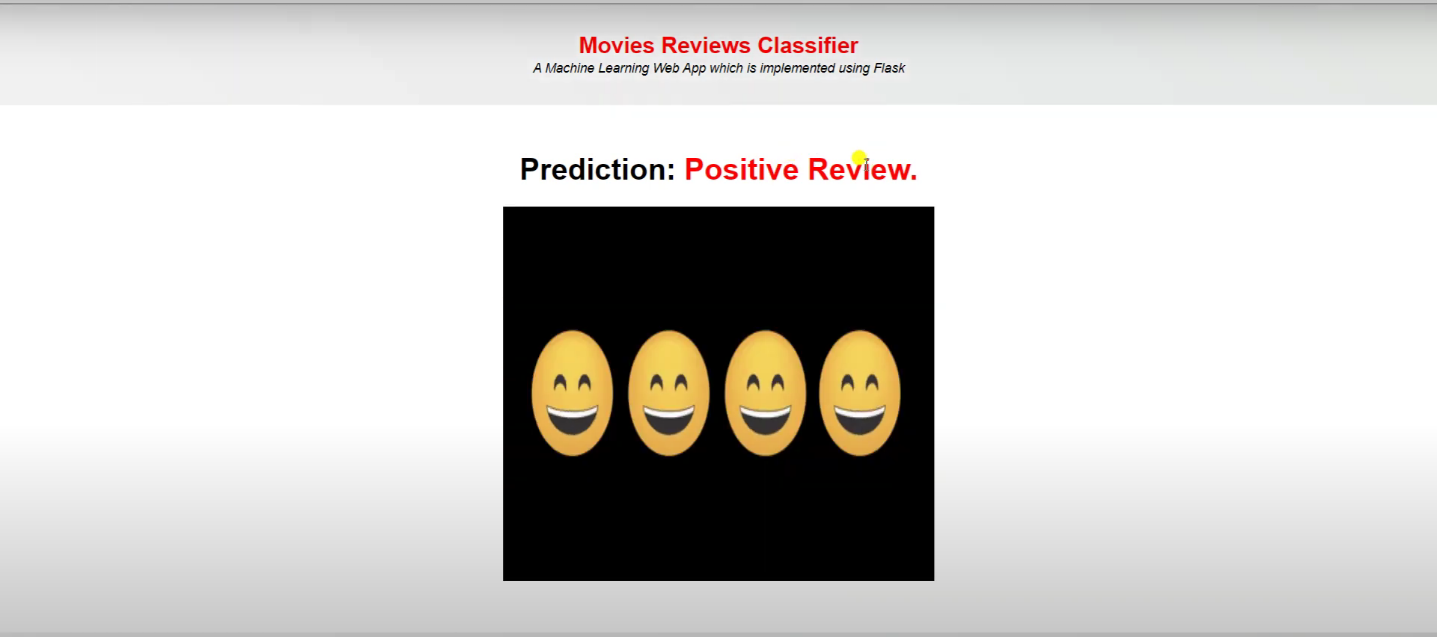 Movies Reviews Classifier
A Machine Learning Web App which is implemented using Flask
Prediction: Positive Review.